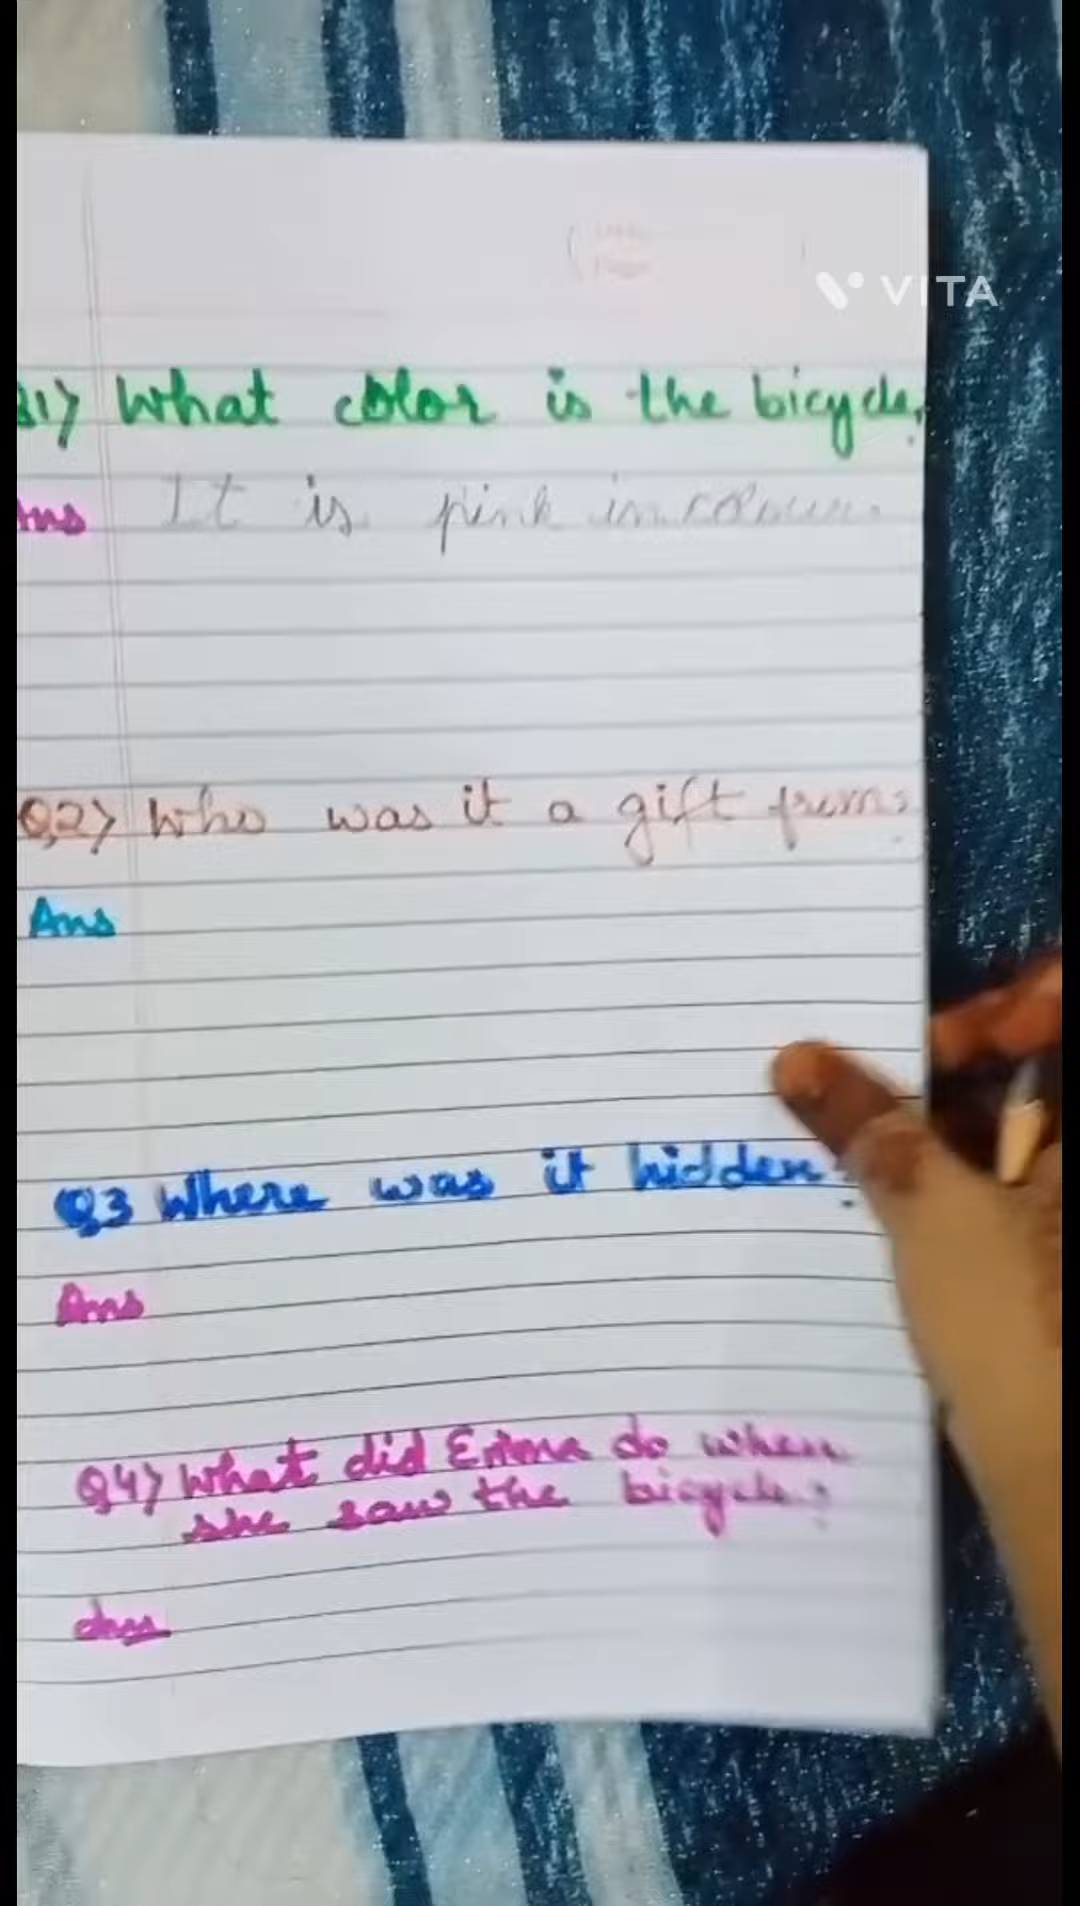 VITA
Q1> What color is the bicycle?
Ans It is pink in colour.
Q2> Who was it a gift from?
Ans
Q3 Where was it hidden?
Ans
Q4> What did Emma do when
she saw the bicycle?
Ans